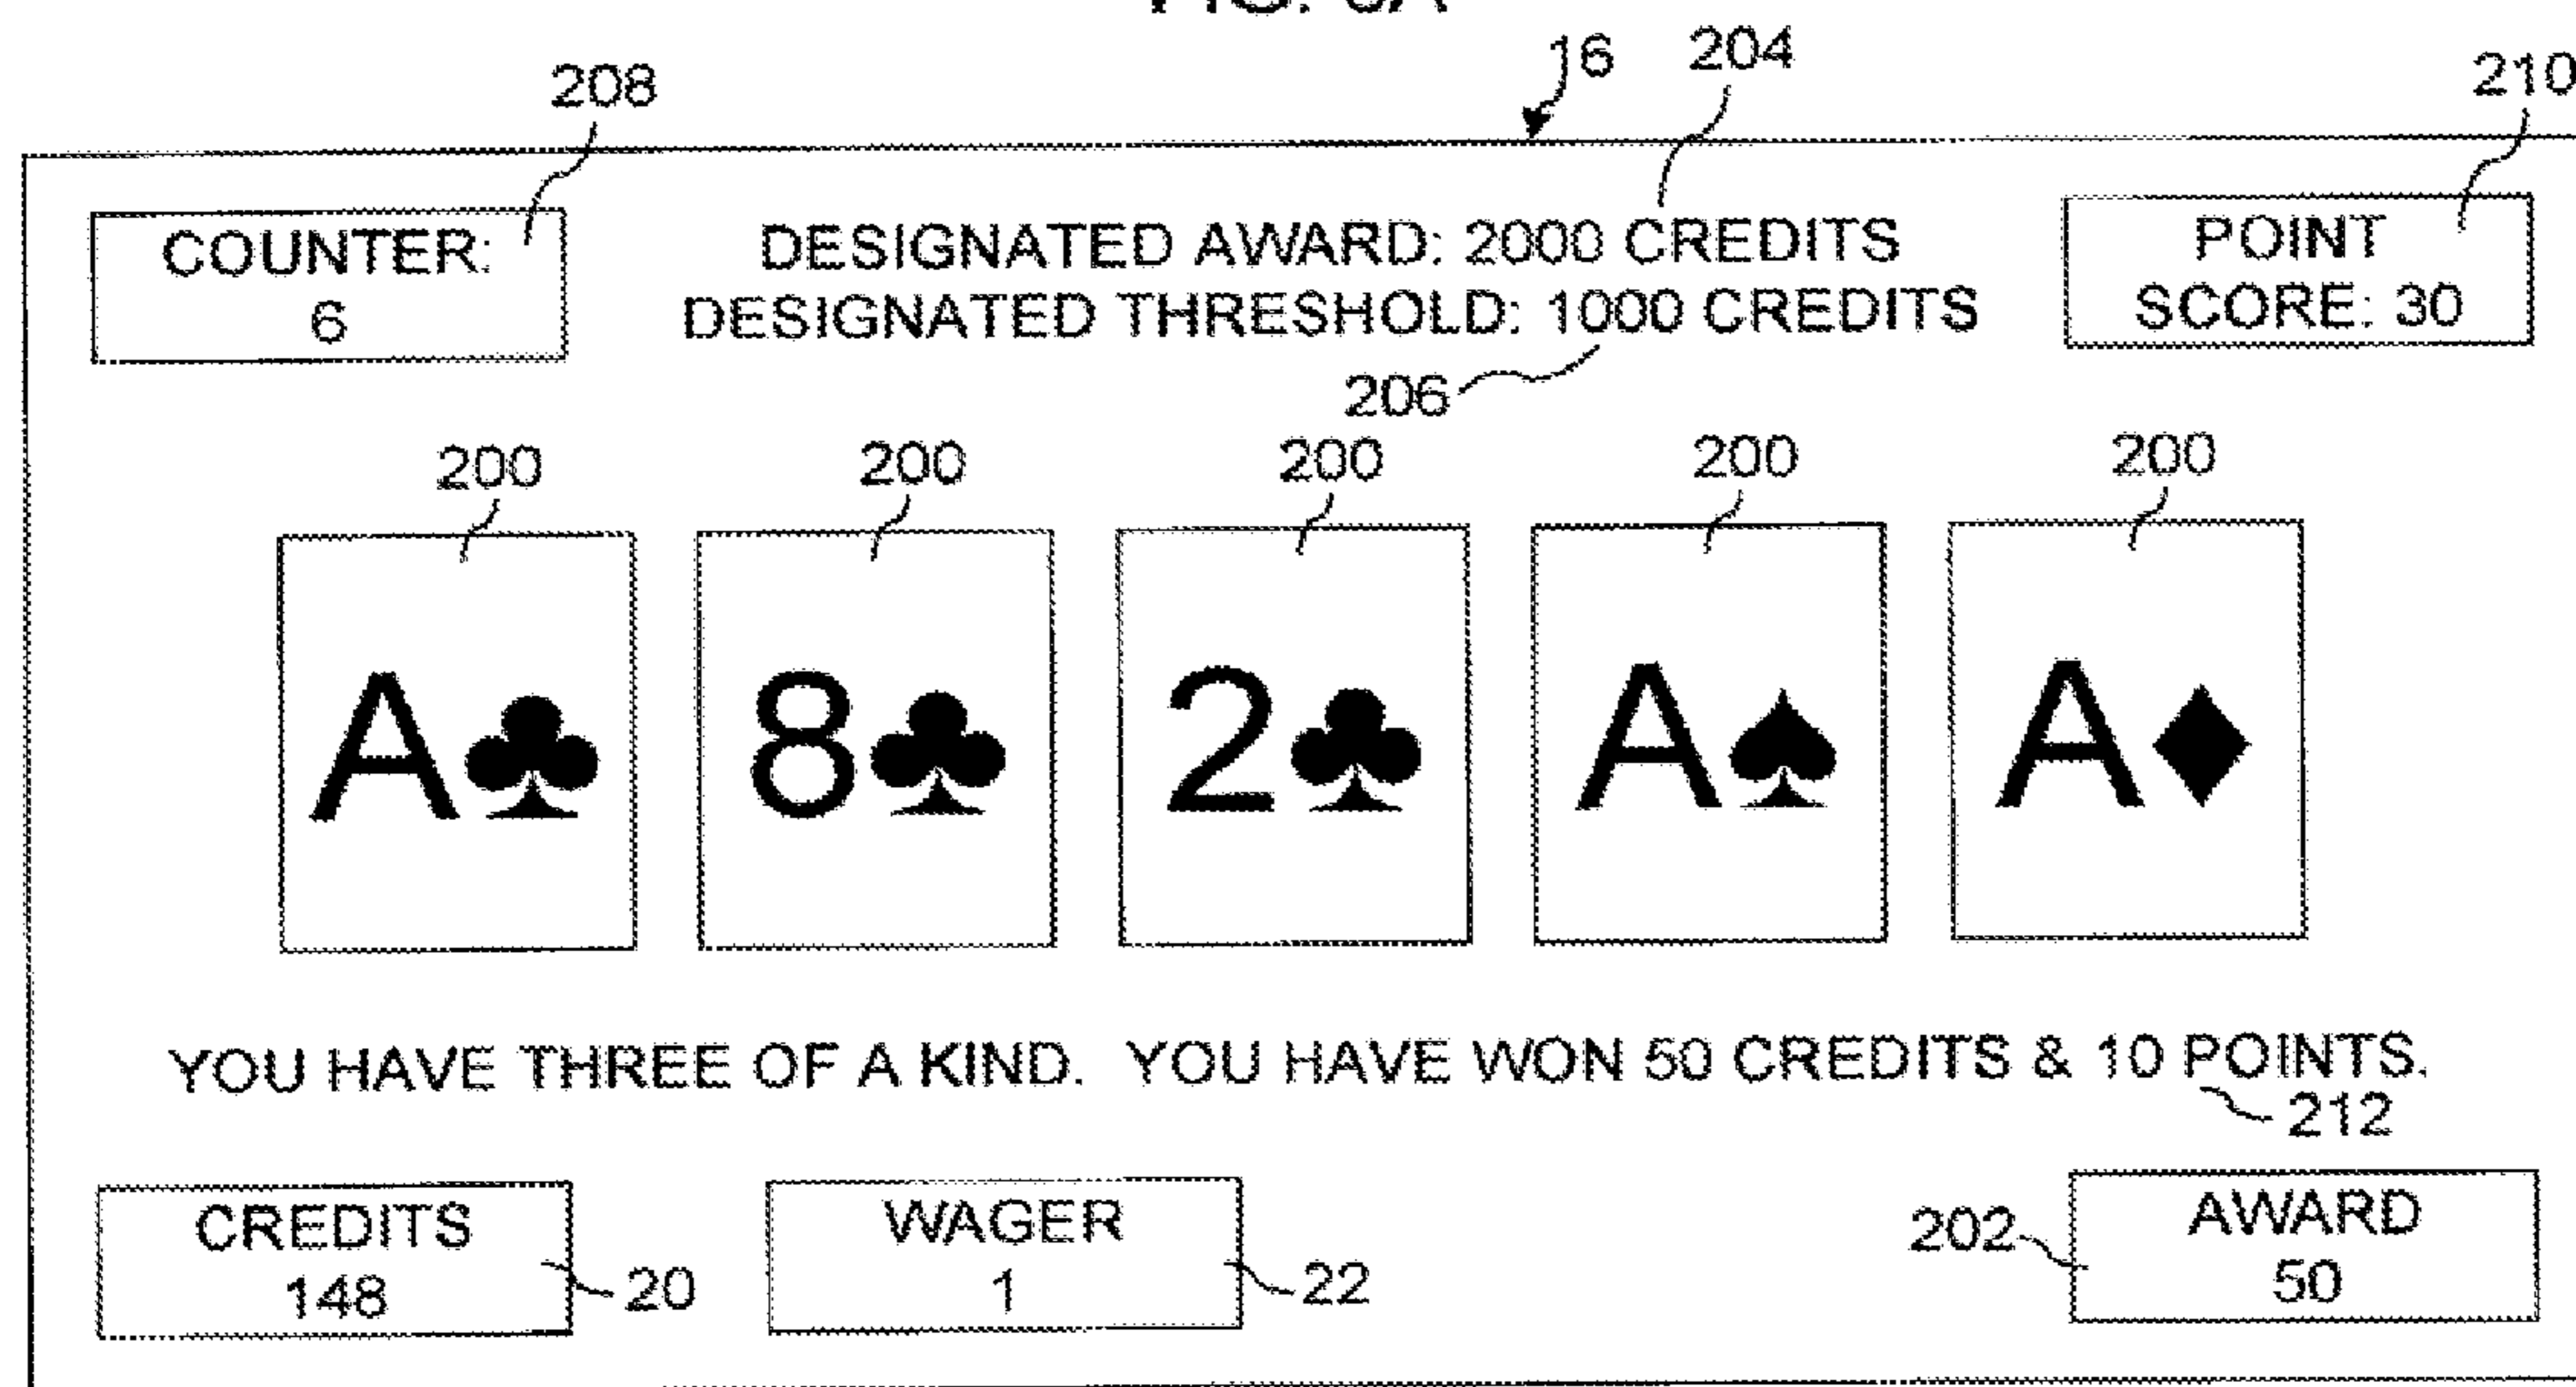 208
16
204
210
COUNTER:
6
DESIGNATED AWARD: 2000 CREDITS
DESIGNATED THRESHOLD: 1000 CREDITS
POINT
SCORE: 30
206
200 200 200 200 200
A♣ 8♣ 2♣ A♠ A♦
YOU HAVE THREE OF A KIND. YOU HAVE WON 50 CREDITS & 10 POINTS.
212
CREDITS
148
20
WAGER
1
22
202
AWARD
50